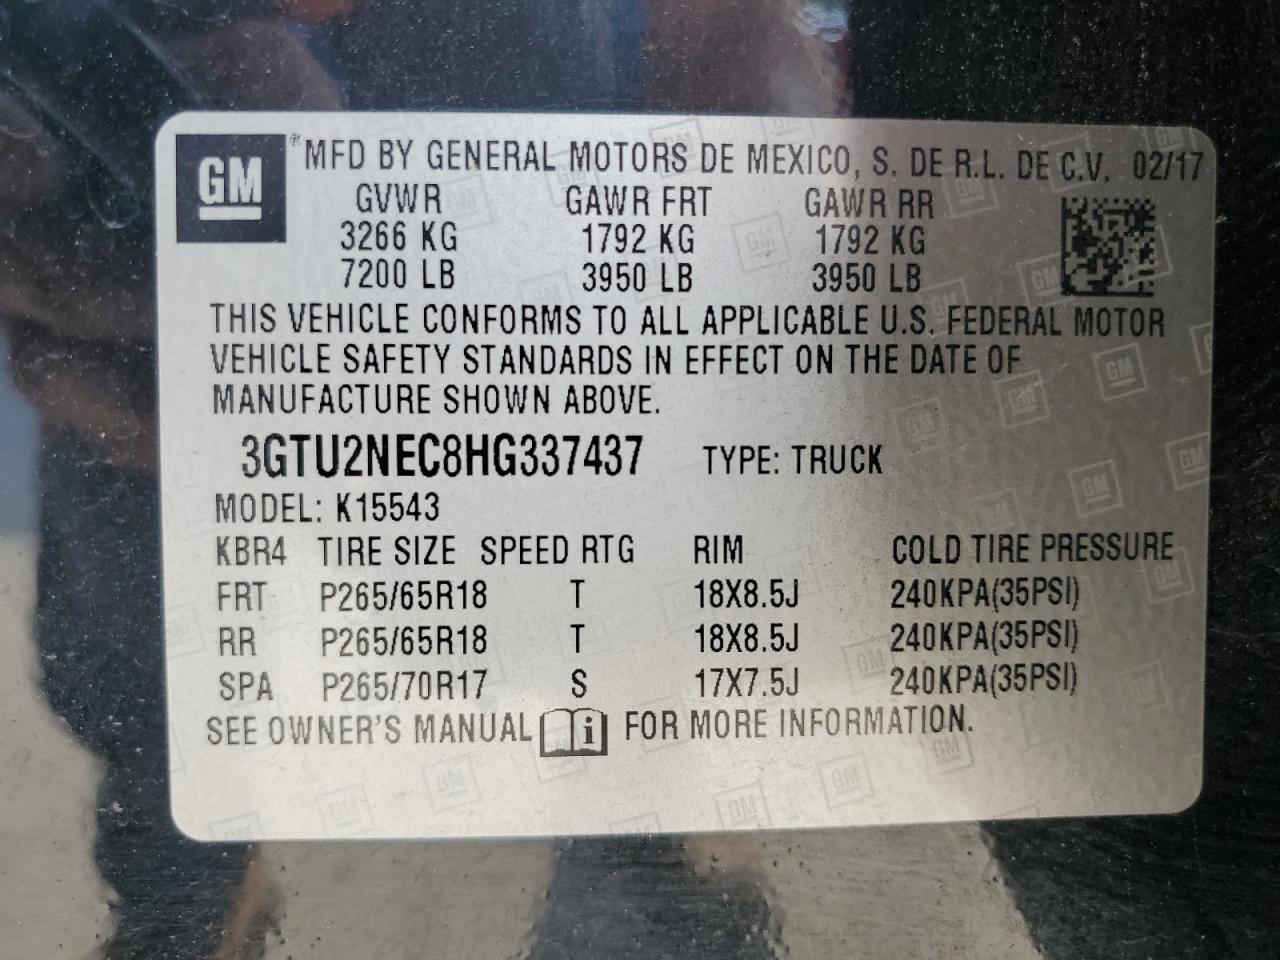 GM ® MFD BY GENERAL MOTORS DE MEXICO, S. DE R.L. DE C.V. 02/17
GVWR GAWR FRT GAWR RR
3266 KG 1792 KG 1792 KG
7200 LB 3950 LB 3950 LB
THIS VEHICLE CONFORMS TO ALL APPLICABLE U.S. FEDERAL MOTOR
VEHICLE SAFETY STANDARDS IN EFFECT ON THE DATE OF
MANUFACTURE SHOWN ABOVE.
3GTU2NEC8HG337437 TYPE: TRUCK
MODEL: K15543
KBR4 TIRE SIZE SPEED RTG RIM COLD TIRE PRESSURE
FRT P265/65R18 T 18X8.5J 240KPA(35PSI)
RR P265/65R18 T 18X8.5J 240KPA(35PSI)
SPA P265/70R17 S 17X7.5J 240KPA(35PSI)
SEE OWNER'S MANUAL i FOR MORE INFORMATION.